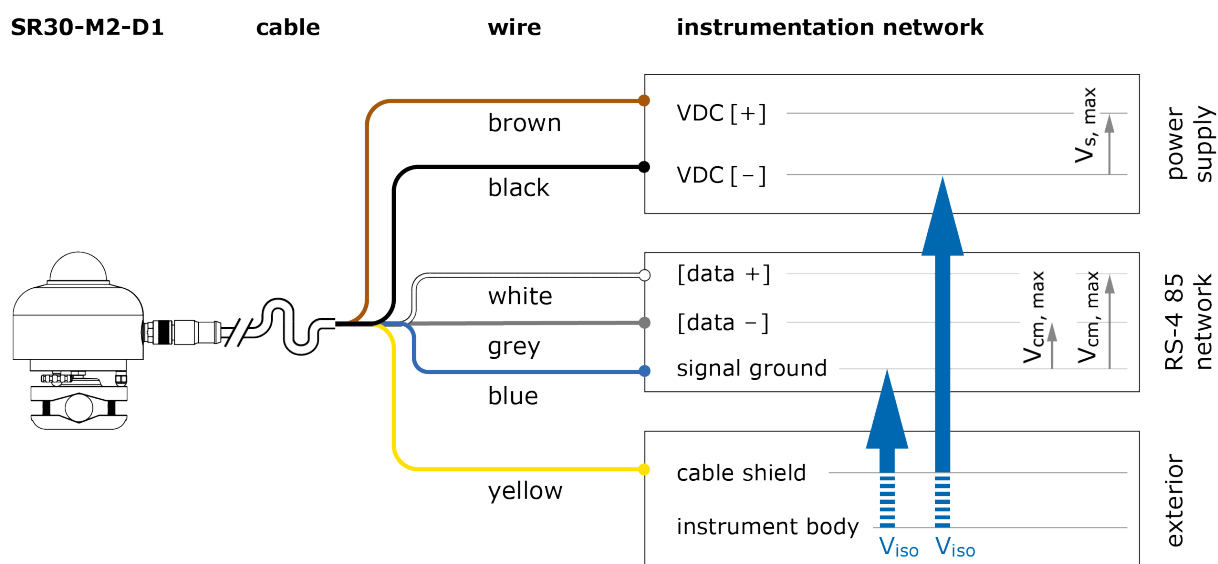 SR30-M2-D1 cable wire instrumentation network
brown
black
white
grey
blue
yellow
VDC [+]
VDC [−]
Vs, max
power
supply
[data +]
[data −]
signal ground
Vcm, max
Vcm, max
RS-4 85
network
cable shield
instrument body
Viso
Viso
exterior